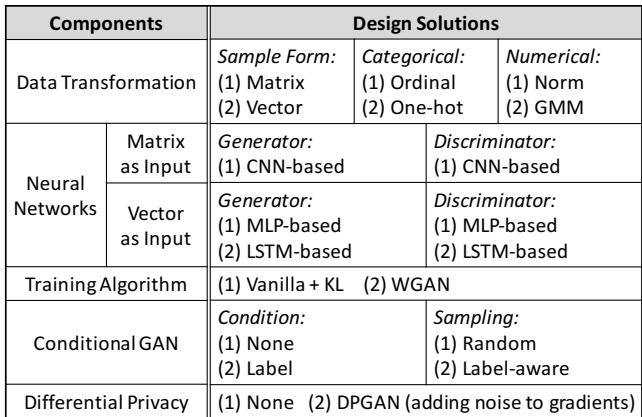 Components Design Solutions
Data Transformation
Sample Form: Categorical: Numerical:
(1) Matrix (1) Ordinal (1) Norm
(2) Vector (2) One-hot (2) GMM
Neural
Networks
Matrix
as Input
Generator: Discriminator:
(1) CNN-based (1) CNN-based
Vector
as Input
Generator: Discriminator:
(1) MLP-based (1) MLP-based
(2) LSTM-based (2) LSTM-based
Training Algorithm (1) Vanilla + KL (2) WGAN
Conditional GAN
Condition: Sampling:
(1) None (1) Random
(2) Label (2) Label-aware
Differential Privacy (1) None (2) DPGAN (adding noise to gradients)